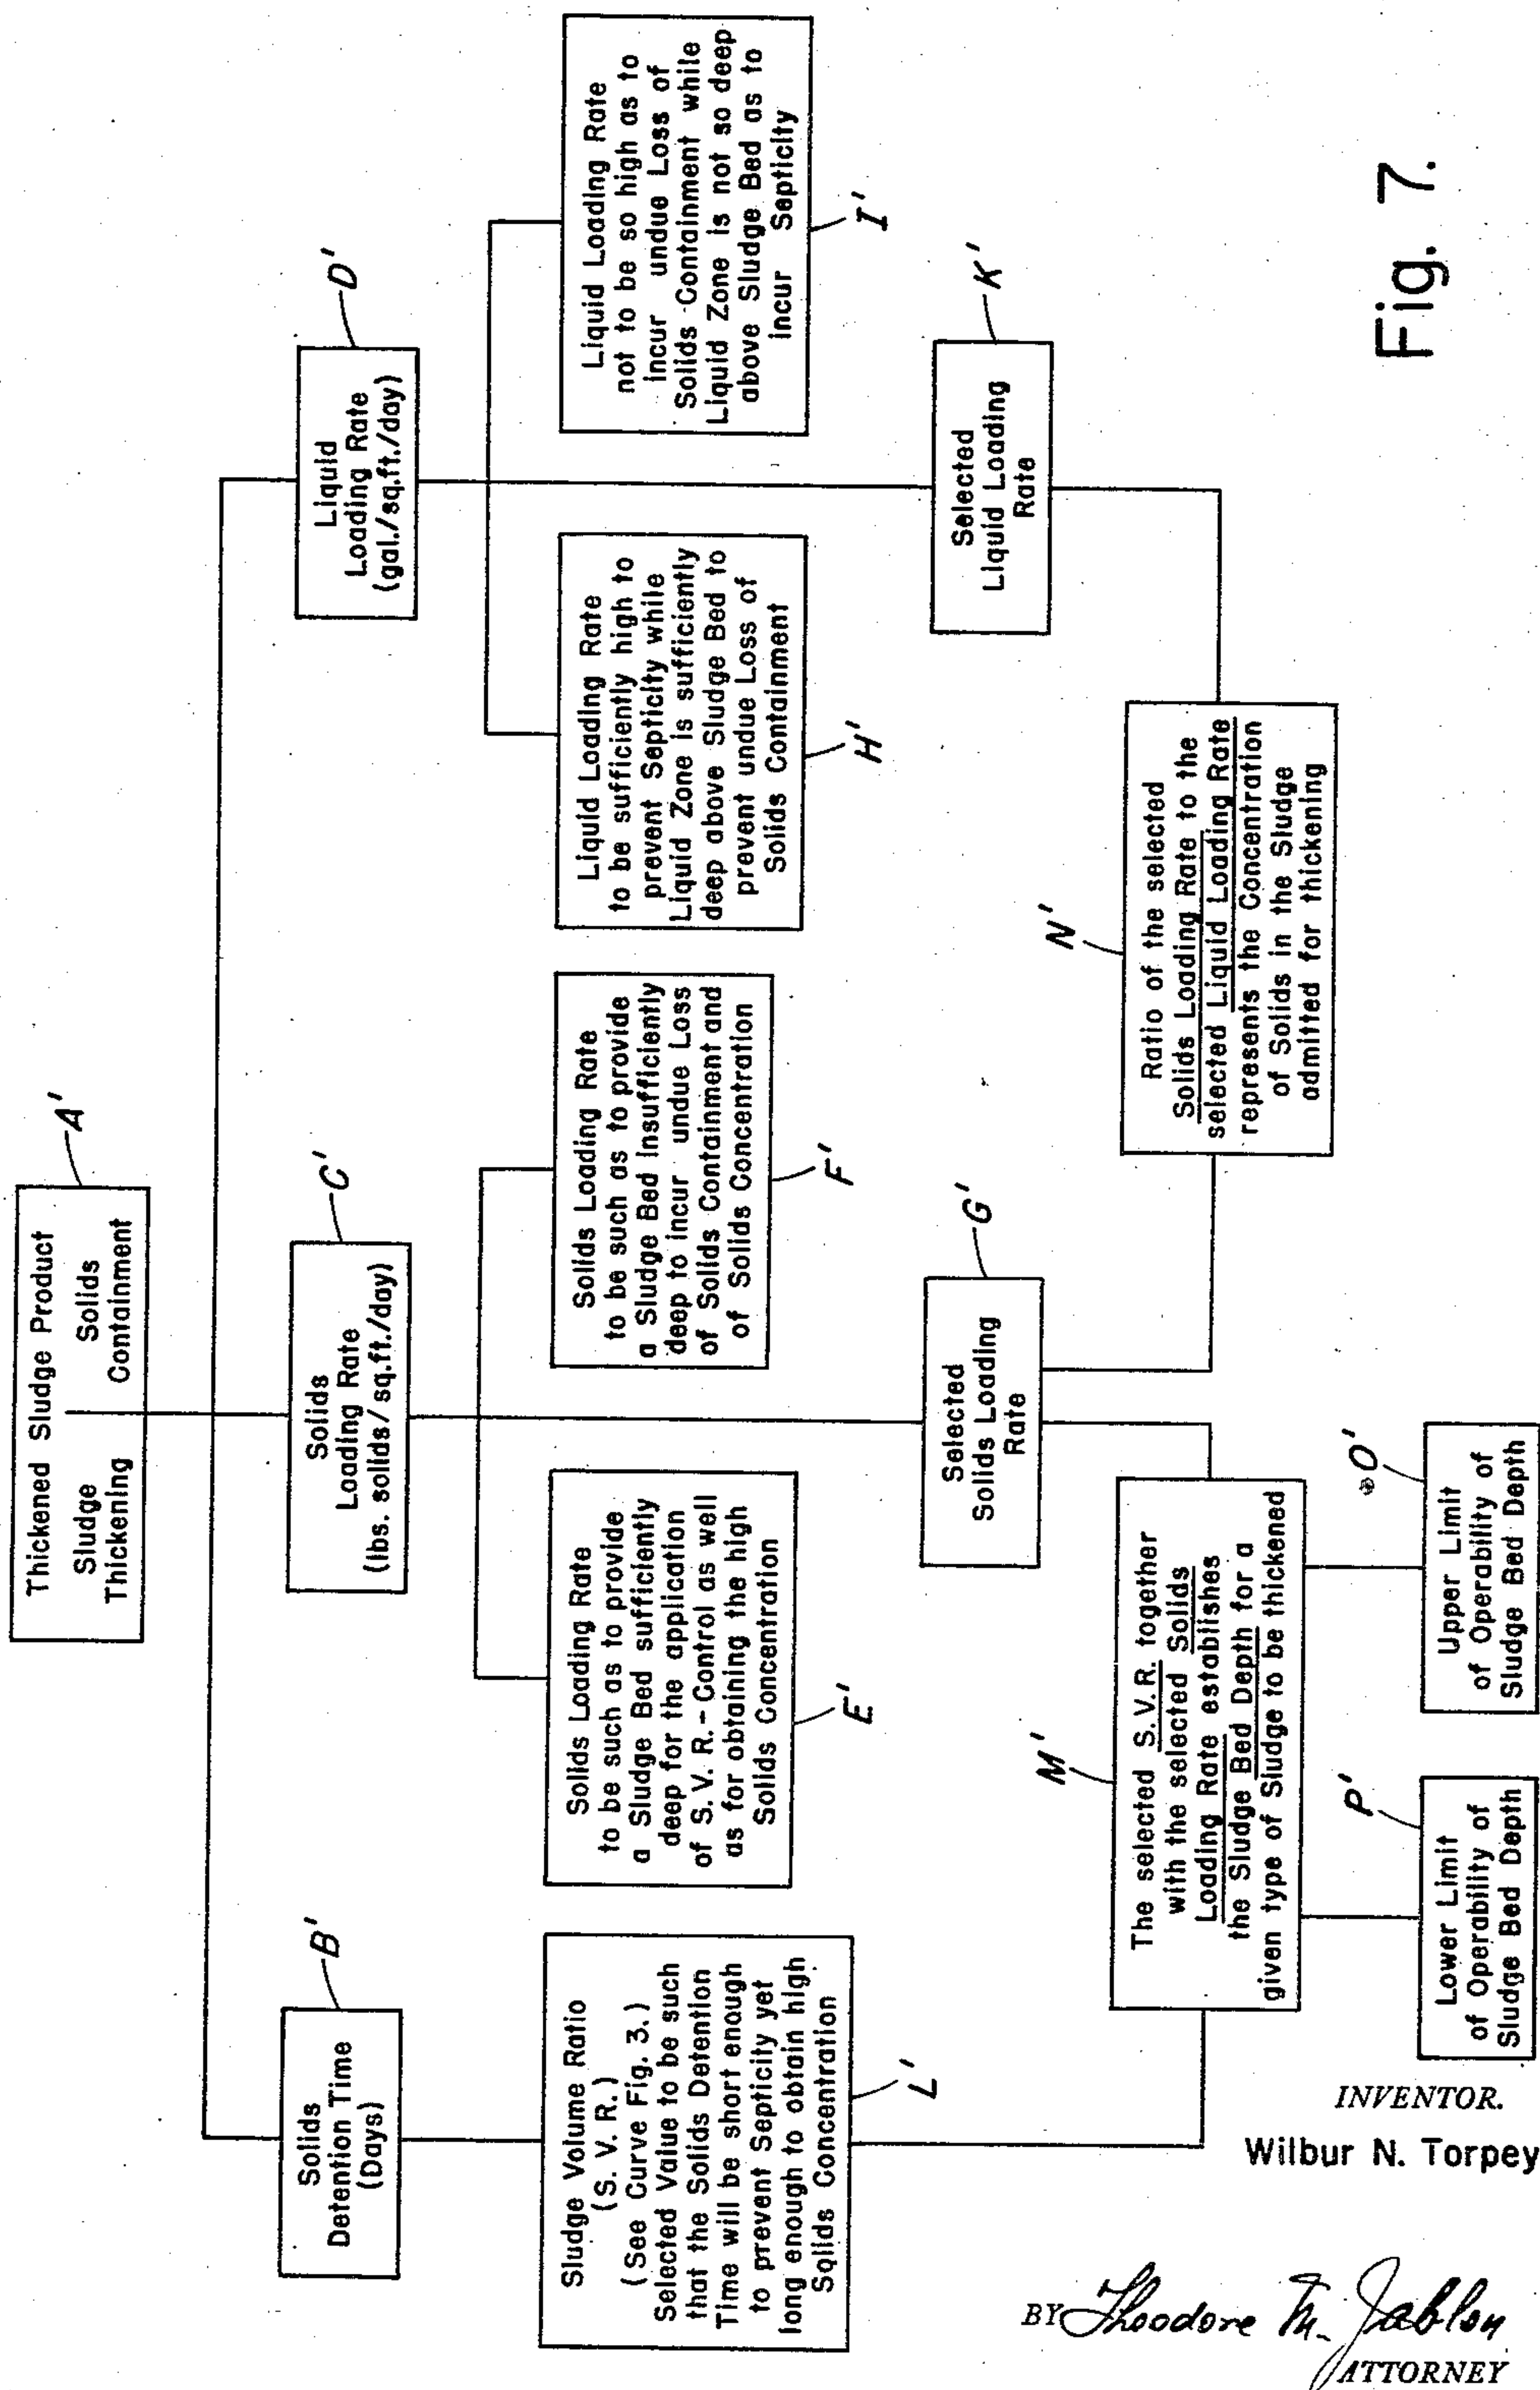 Thickened Sludge Product
Sludge
Thickening
Solids
Containment
A'
Solids
Detention Time
(Days)
B'
Solids
Loading Rate
(lbs. solids/sq.ft./day)
C'
Liquid
Loading Rate
(gal./sq.ft./day)
D'
Sludge Volume Ratio
(S. V. R.)
(See Curve Fig. 3.)
Selected Value to be such
that the Solids Detention
Time will be short enough
to prevent Septicity yet
long enough to obtain high
Solids Concentration
L'
Solids Loading Rate
to be such as to provide
a Sludge Bed sufficiently
deep for the application
of S. V. R.-Control as well
as for obtaining the high
Solids Concentration
E'
Solids Loading Rate
to be such as to provide
a Sludge Bed Insufficiently
deep to incur undue Loss
of Solids Containment and
of Solids Concentration
F'
Liquid Loading Rate
to be sufficiently high to
prevent Septicity while
Liquid Zone is sufficiently
deep above Sludge Bed to
prevent undue Loss of
Solids Containment
H'
Liquid Loading Rate
not to be so high as to
incur undue Loss of
Solids Containment while
Liquid Zone is not so deep
above Sludge Bed as to
incur Septicity
I'
Selected
Solids Loading
Rate
G'
Selected
Liquid Loading
Rate
K'
The selected S.V.R. together
with the selected Solids
Loading Rate establishes
the Sludge Bed Depth for a
given type of Sludge to be thickened
M'
Ratio of the selected
Solids Loading Rate to the
selected Liquid Loading Rate
represents the Concentration
of Solids in the Sludge
admitted for thickening
N'
Lower Limit
of Operability of
Sludge Bed Depth
P'
Upper Limit
of Operability of
Sludge Bed Depth
O'
Fig. 7.
INVENTOR.
Wilbur N. Torpey
BY Theodore M. Jablon
ATTORNEY